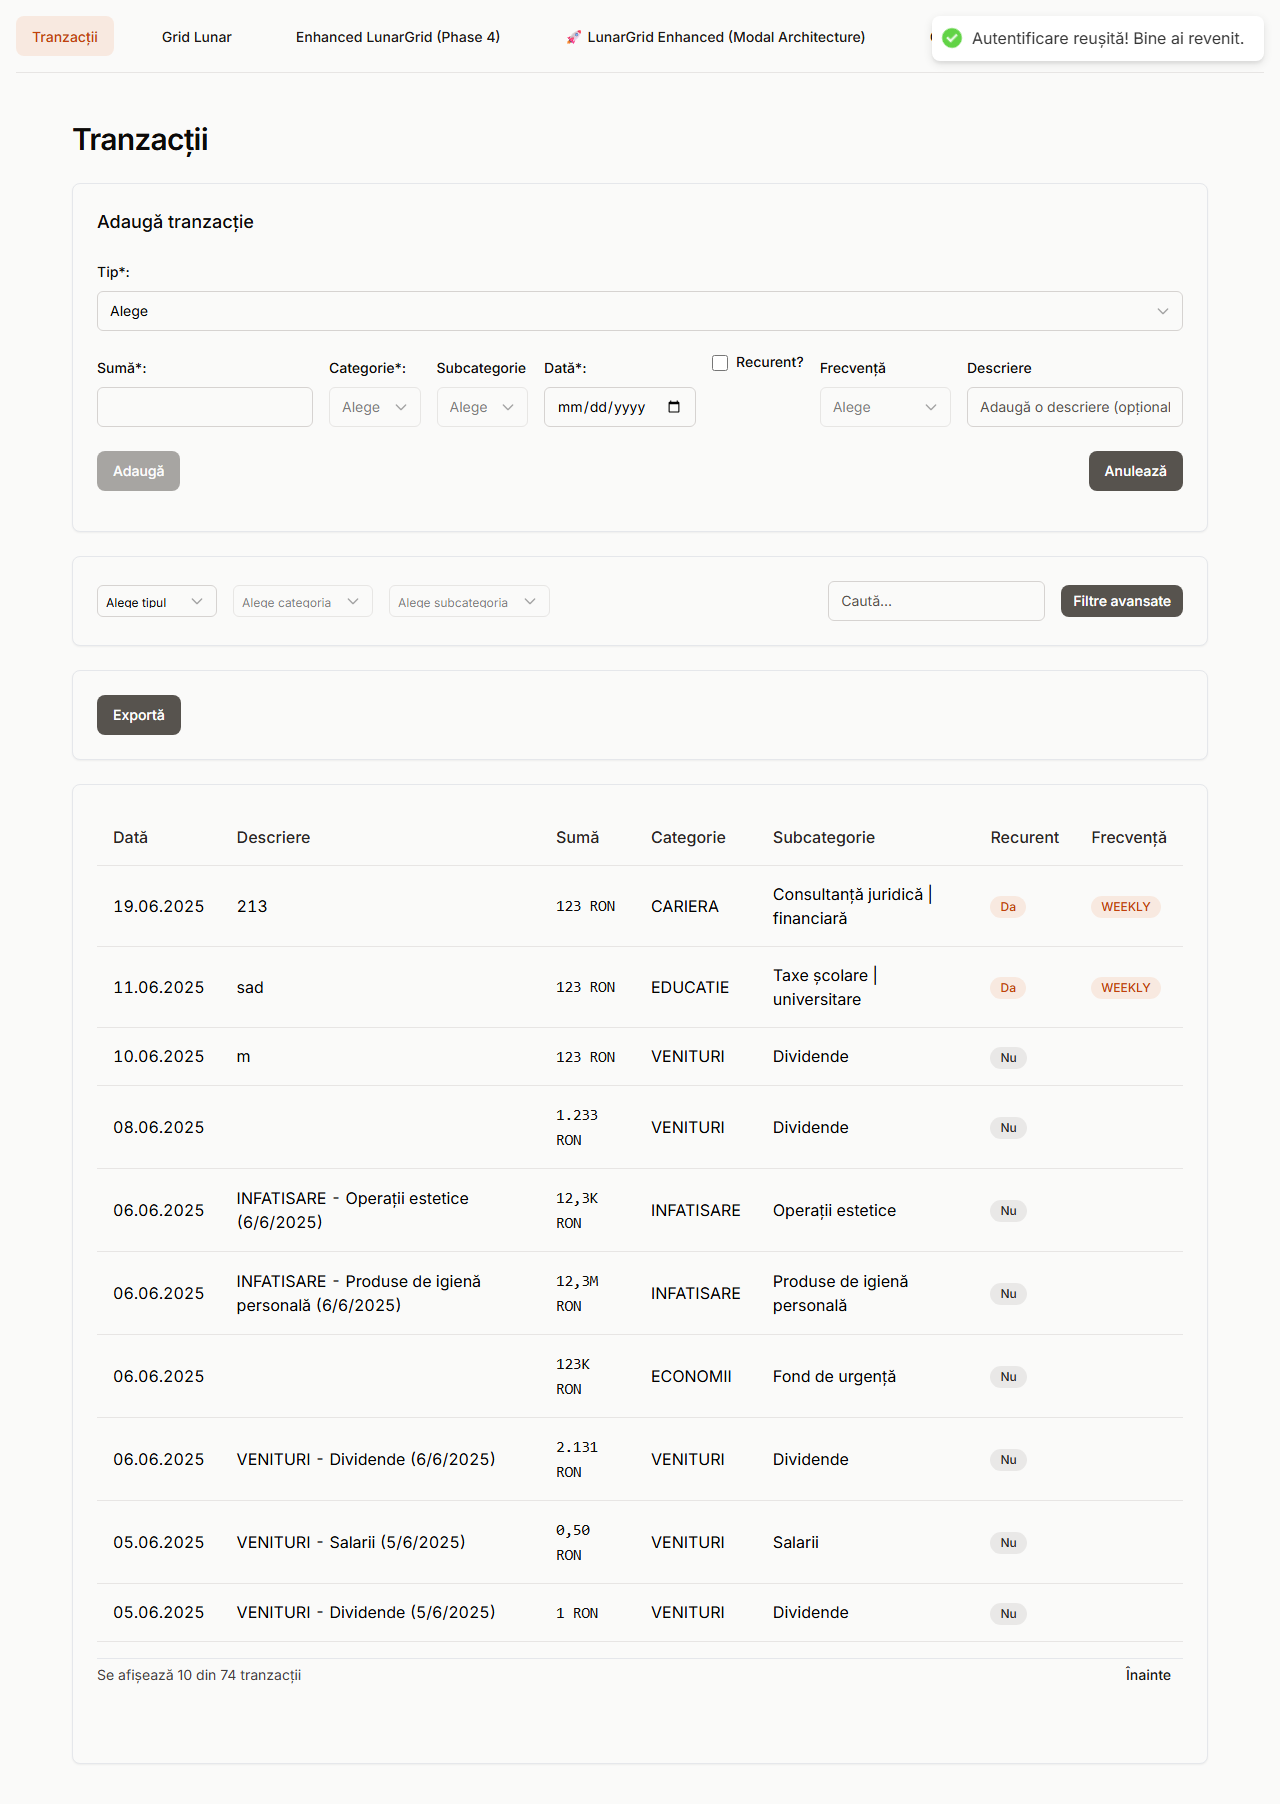 Tranzacții
Grid Lunar
Enhanced LunarGrid (Phase 4)
🚀 LunarGrid Enhanced (Modal Architecture)
Autentificare reușită! Bine ai revenit.
Tranzacții
Adaugă tranzacție
Tip*:
Alege
Sumă*:
Categorie*:
Subcategorie
Dată*:
Recurent?
Frecvență
Descriere
Alege
Alege
mm/dd/yyyy
Alege
Adaugă o descriere (opțional
Adaugă
Anulează
Alege tipul
Alege categoria
Alege subcategoria
Caută...
Filtre avansate
Exportă
Dată Descriere Sumă Categorie Subcategorie Recurent Frecvență
19.06.2025 213 123 RON CARIERA Consultanță juridică |
financiară Da WEEKLY
11.06.2025 sad 123 RON EDUCATIE Taxe școlare |
universitare Da WEEKLY
10.06.2025 m 123 RON VENITURI Dividende Nu
08.06.2025 1.233
RON VENITURI Dividende Nu
06.06.2025 INFATISARE - Operații estetice
(6/6/2025) 12,3K
RON INFATISARE Operații estetice Nu
06.06.2025 INFATISARE - Produse de igienă
personală (6/6/2025) 12,3M
RON INFATISARE Produse de igienă
personală Nu
06.06.2025 123K
RON ECONOMII Fond de urgență Nu
06.06.2025 VENITURI - Dividende (6/6/2025) 2.131
RON VENITURI Dividende Nu
05.06.2025 VENITURI - Salarii (5/6/2025) 0,50
RON VENITURI Salarii Nu
05.06.2025 VENITURI - Dividende (5/6/2025) 1 RON VENITURI Dividende Nu
Se afișează 10 din 74 tranzacții
Înainte